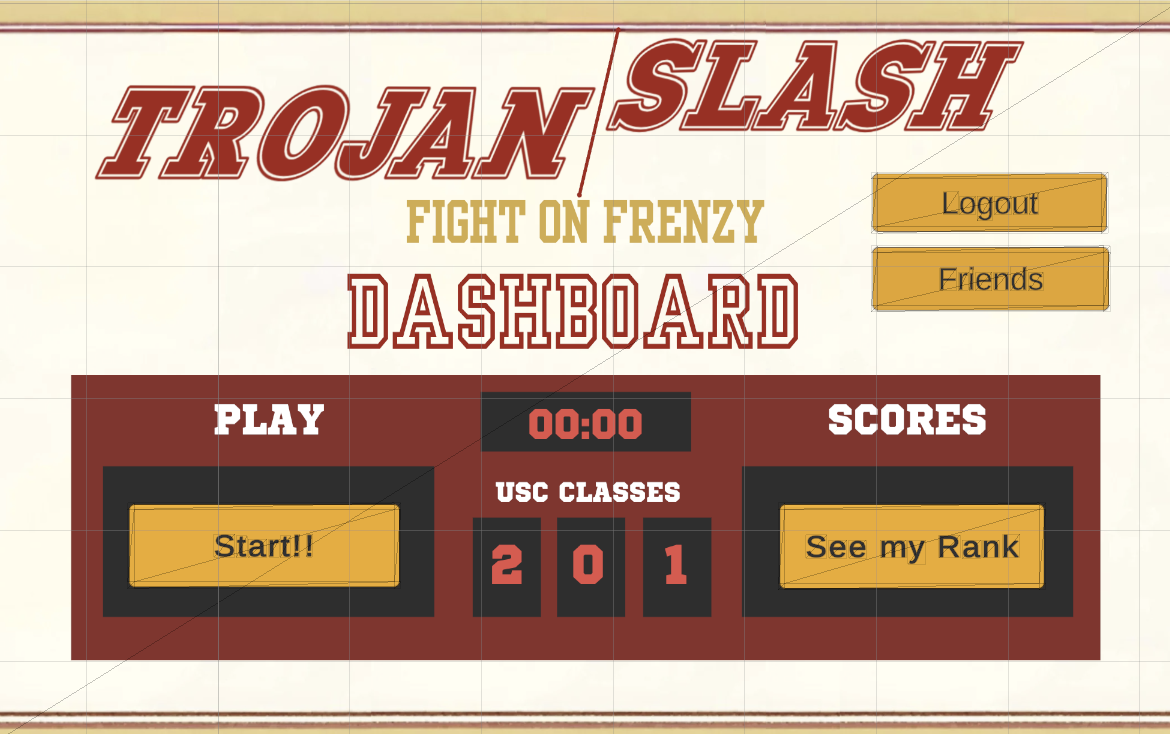 TROJAN SLASH
FIGHT ON FRENZY
DASHBOARD
Logout
Friends
PLAY
00:00
SCORES
USC CLASSES
Start!!
2 0 1
See my Rank